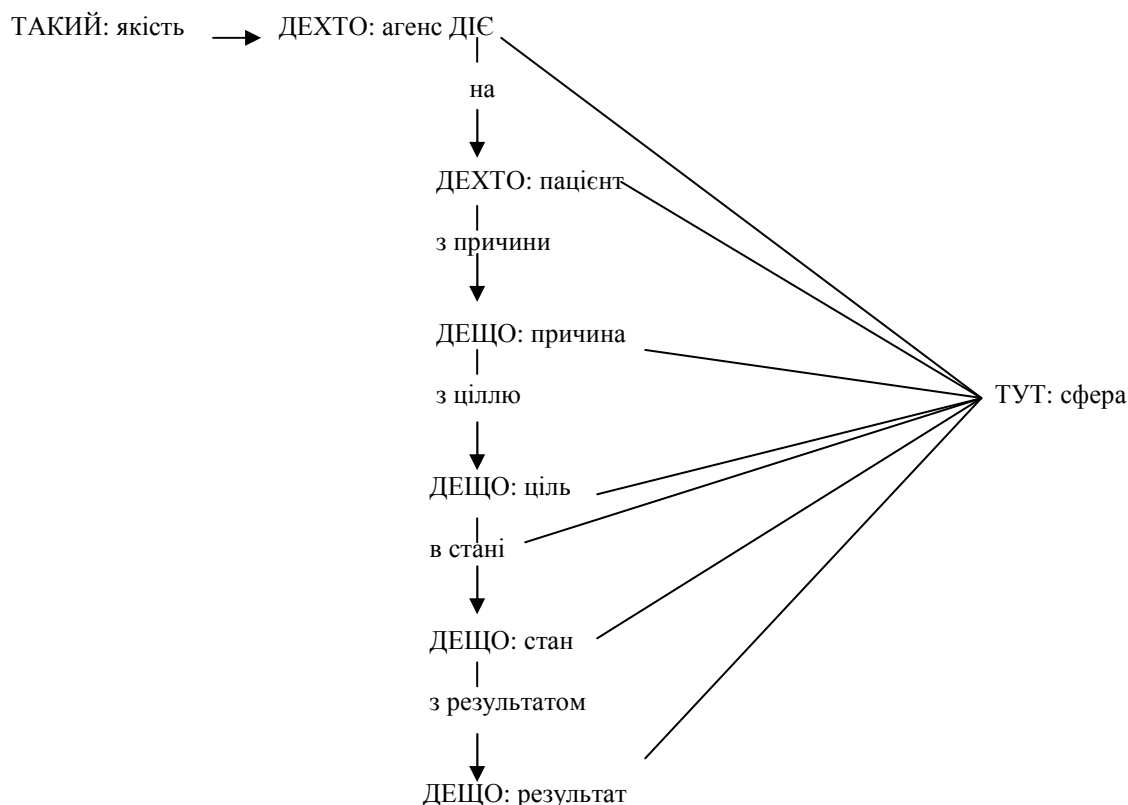 ТАКИЙ: якість ДЕХТО: агенс ДІЄ
на
ДЕХТО: пацієнт
з причини
ДЕЩО: причина
з ціллю
ТУТ: сфера
ДЕЩО: ціль
в стані
ДЕЩО: стан
з результатом
ДЕЩО: результат